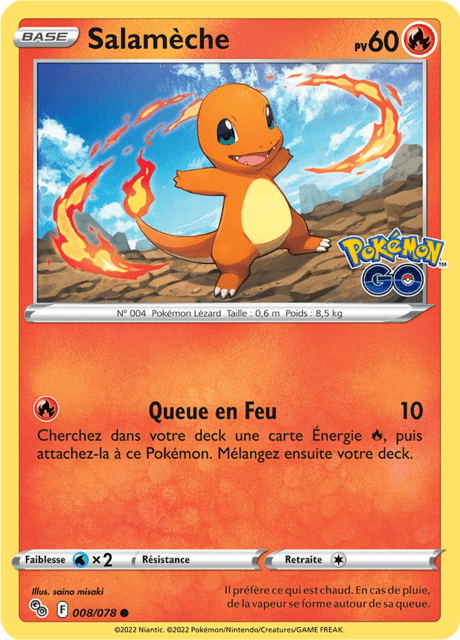 BASE Salamèche PV60
POKÉMON™
GO
N° 004 Pokémon Lézard Taille : 0,6 m Poids : 8,5 kg
Queue en Feu 10
Cherchez dans votre deck une carte Énergie , puis
attachez-la à ce Pokémon. Mélangez ensuite votre deck.
Faiblesse ×2 Résistance Retraite
Illus. saino misaki
Il préfère ce qui est chaud. En cas de pluie,
de la vapeur se forme autour de sa queue.
GO F 008/078
©2022 Niantic. ©2022 Pokémon/Nintendo/Creatures/GAME FREAK.